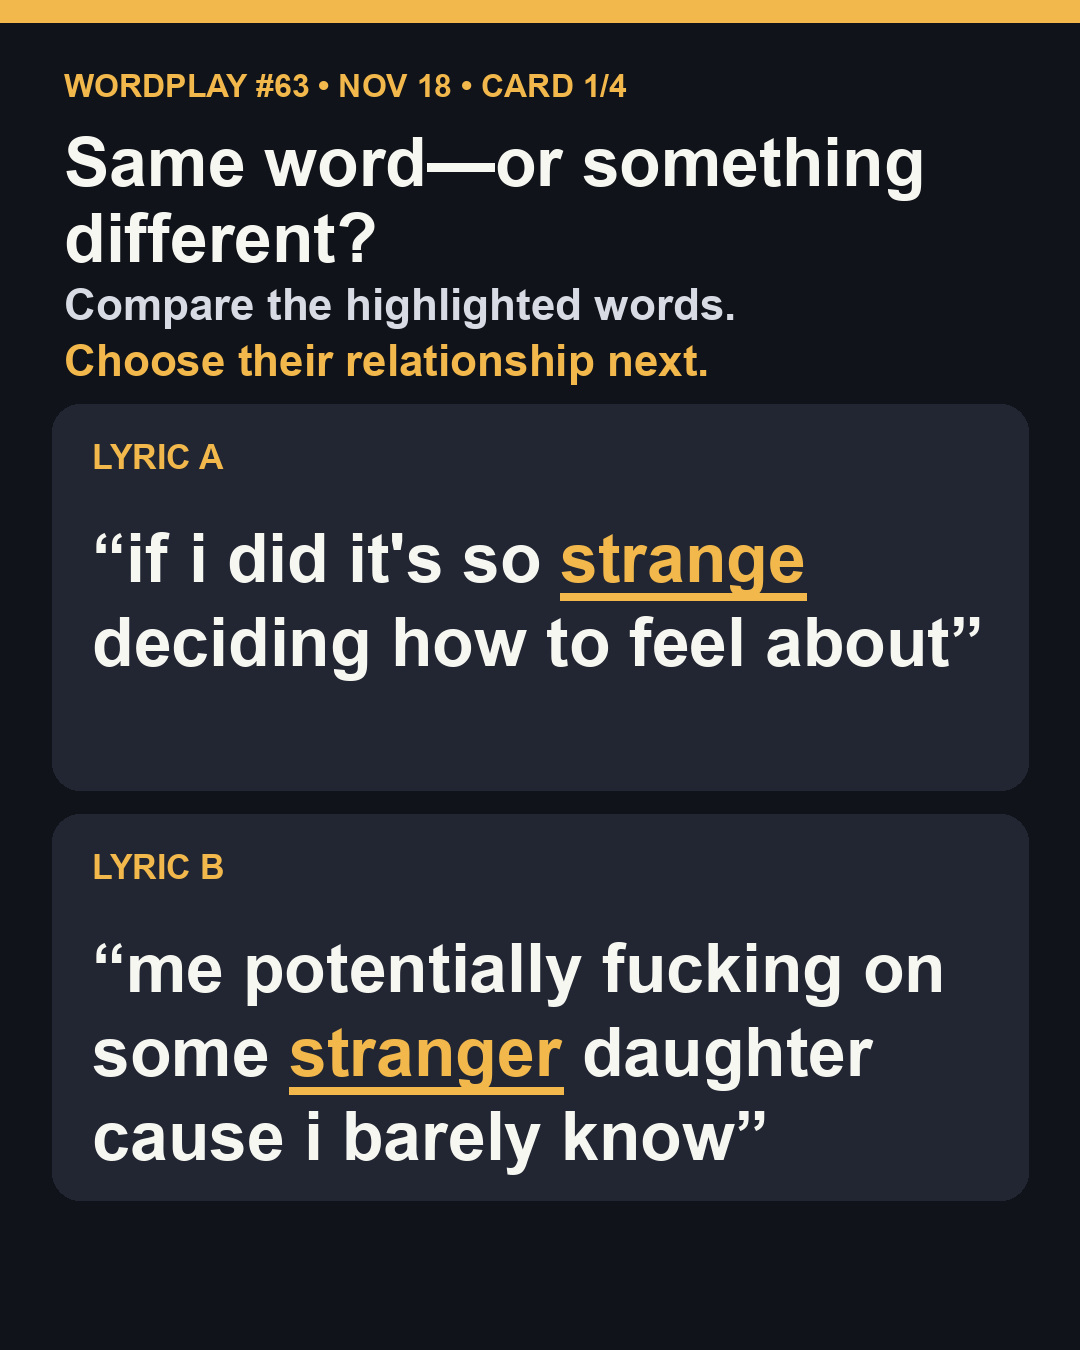 WORDPLAY #63 • NOV 18 • CARD 1/4
Same word—or something
different?
Compare the highlighted words.
Choose their relationship next.
LYRIC A
“if i did it's so strange
deciding how to feel about”
LYRIC B
“me potentially fucking on
some stranger daughter
cause i barely know”